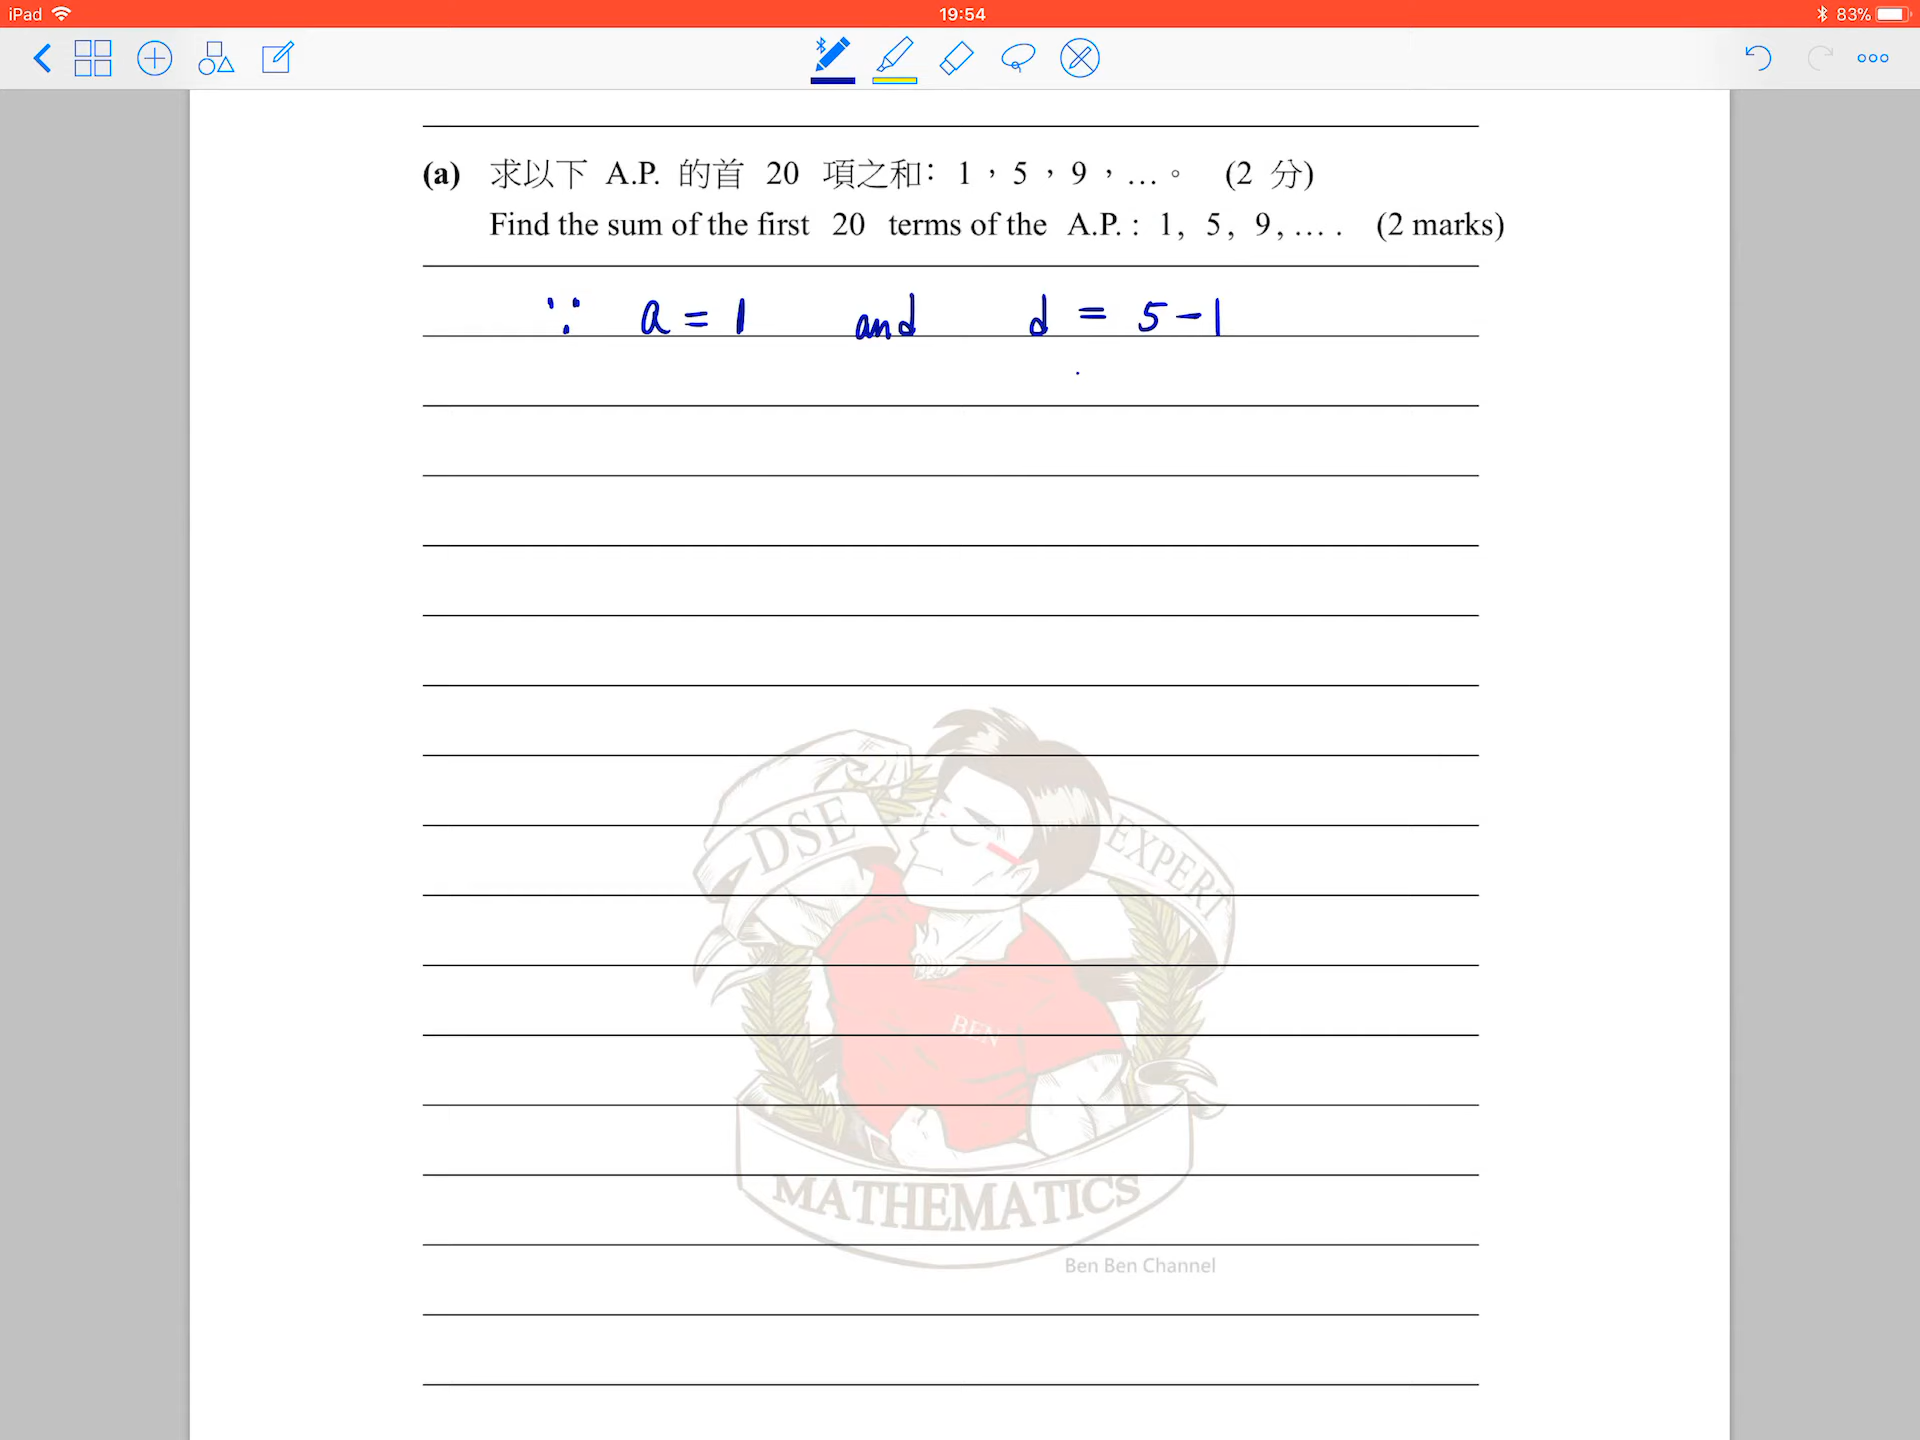 iPad 19:54 83%
(a) 求以下 A.P. 的首 20 項之和：1，5，9，…。 (2 分)
Find the sum of the first 20 terms of the A.P. : 1, 5, 9, … . (2 marks)
∵ a = 1 and d = 5 − 1
DSE EXPERT
BEN
MATHEMATICS
Ben Ben Channel